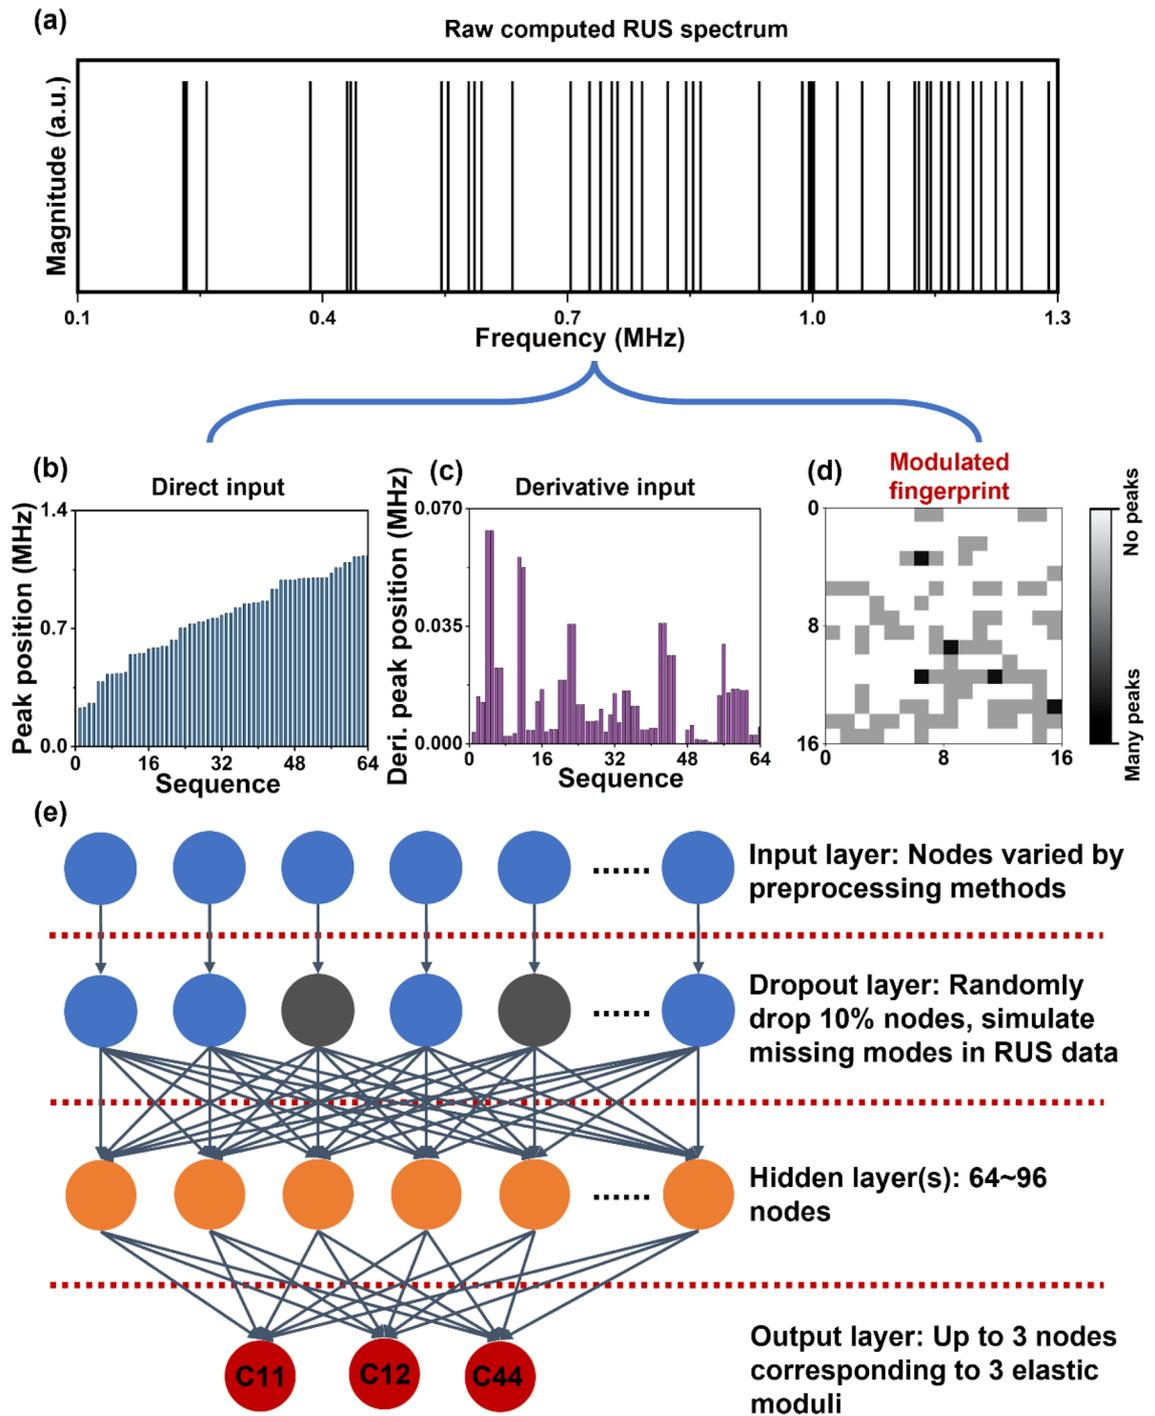 (a)
Raw computed RUS spectrum
Magnitude (a.u.)
0.1 0.4 0.7 1.0 1.3
Frequency (MHz)
(b)
Direct input
Peak position (MHz)
1.4
0.7
0.0
0 16 32 48 64
Sequence
(c)
Derivative input
Deri. peak position (MHz)
0.070
0.035
0.000
0 16 32 48 64
Sequence
(d)
Modulated
fingerprint
0
8
16
0 8 16
No peaks
Many peaks
(e)
......
Input layer: Nodes varied by
preprocessing methods
......
Dropout layer: Randomly
drop 10% nodes, simulate
missing modes in RUS data
......
Hidden layer(s): 64~96
nodes
C11 C12 C44
Output layer: Up to 3 nodes
corresponding to 3 elastic
moduli